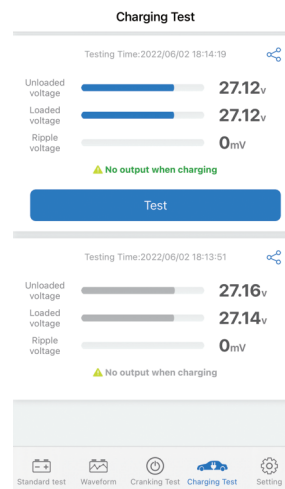 Charging Test
Testing Time:2022/06/02 18:14:19
Unloaded
voltage
27.12v
Loaded
voltage
27.12v
Ripple
voltage
0mV
No output when charging
Test
Testing Time:2022/06/02 18:13:51
Unloaded
voltage
27.16v
Loaded
voltage
27.14v
Ripple
voltage
0mV
No output when charging
Standard test Waveform Cranking Test Charging Test Setting